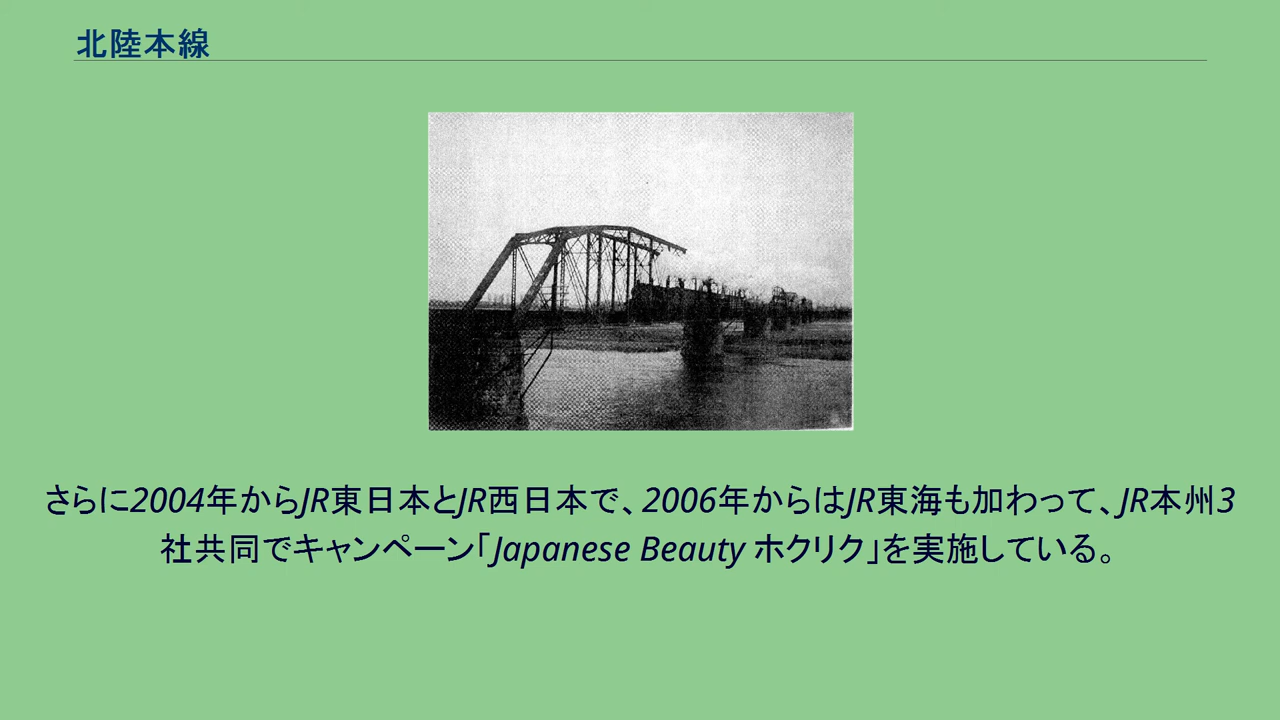 北陸本線
さらに2004年からJR東日本とJR西日本で、2006年からはJR東海も加わって、JR本州3
社共同でキャンペーン「Japanese Beauty ホクリク」を実施している。